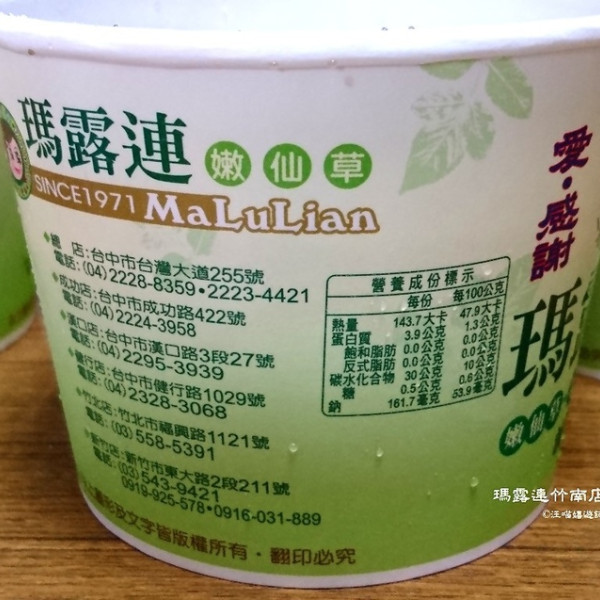 瑪露連 嫩仙草
SINCE1971 MaLuLian
•總　店:台中市台灣大道255號
電話:(04)2228-8359•2223-4421
•成功店:台中市成功路422號
電話:(04)2224-3958
•漢口店:台中市漢口路3段27號
電話:(04)2295-3939
•健行店:台中市健行路1029號
電話:(04)2328-3068
•竹北店:竹北市福興路1121號
電話:(03)558-5391
•新竹店:新竹市東大路2段211號
電話:(03)543-9421
0919-925-578•0916-031-889
及文字皆版權所有•翻印必究
營養成份標示
每份 每100公克
熱量 143.7大卡 47.9大卡
蛋白質 3.9公克 1.3公克
飽和脂肪 0.0公克 0.0公克
反式脂肪 0.0公克 0.0公克
碳水化合物 30公克 10公克
糖 0.5公克 0.6公克
鈉 161.7毫克 53.9毫克
愛•感謝
瑪
嫩仙草
瑪露連竹南店